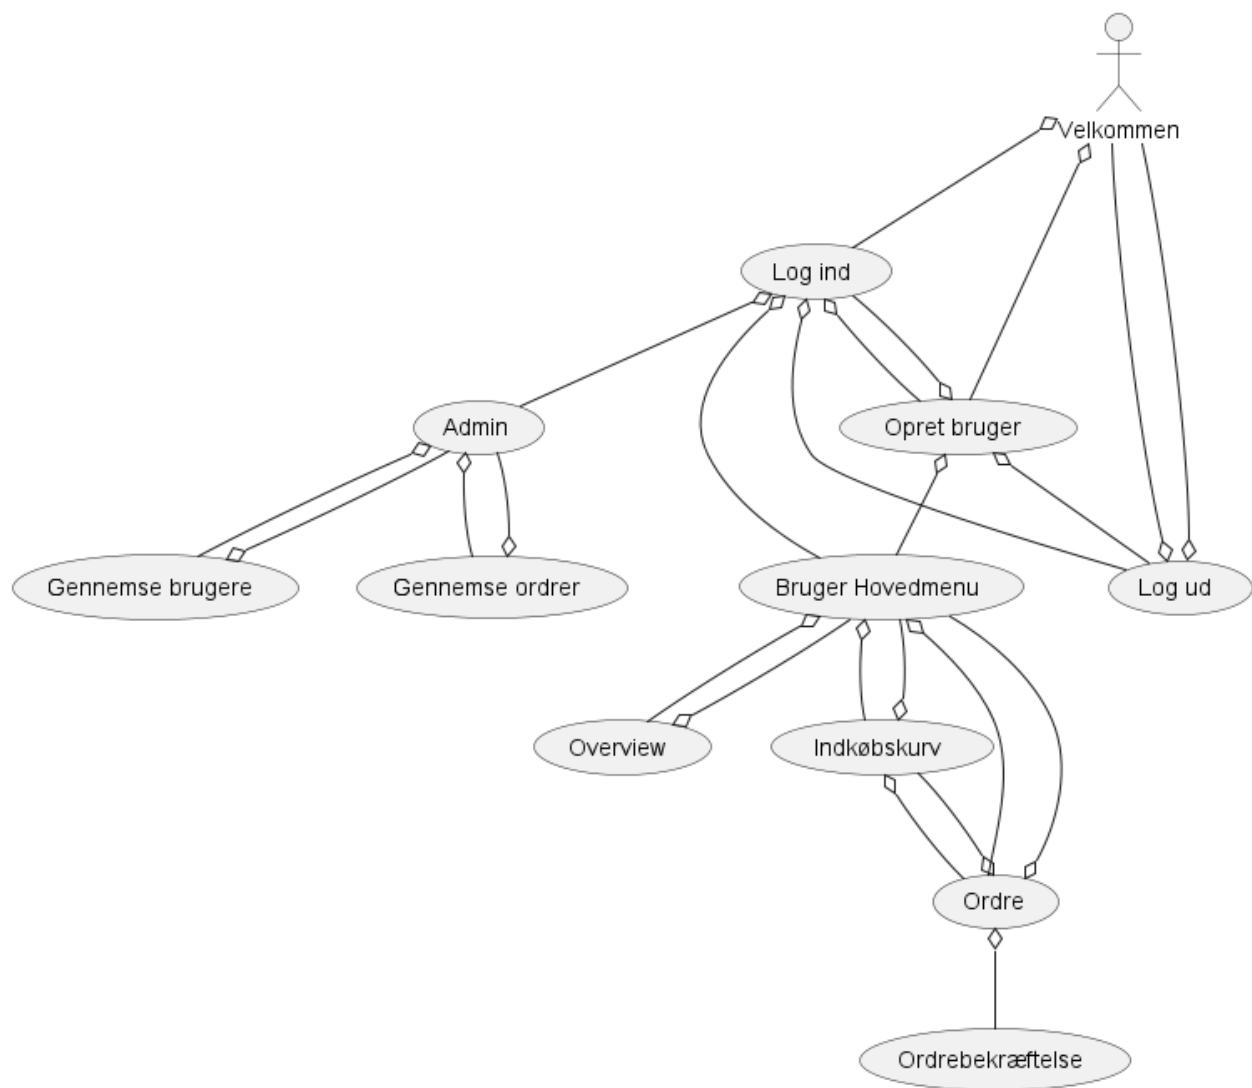 Velkommen
Log ind
Admin
Opret bruger
Gennemse brugere
Gennemse ordrer
Bruger Hovedmenu
Log ud
Overview
Indkøbskurv
Ordre
Ordrebekræftelse